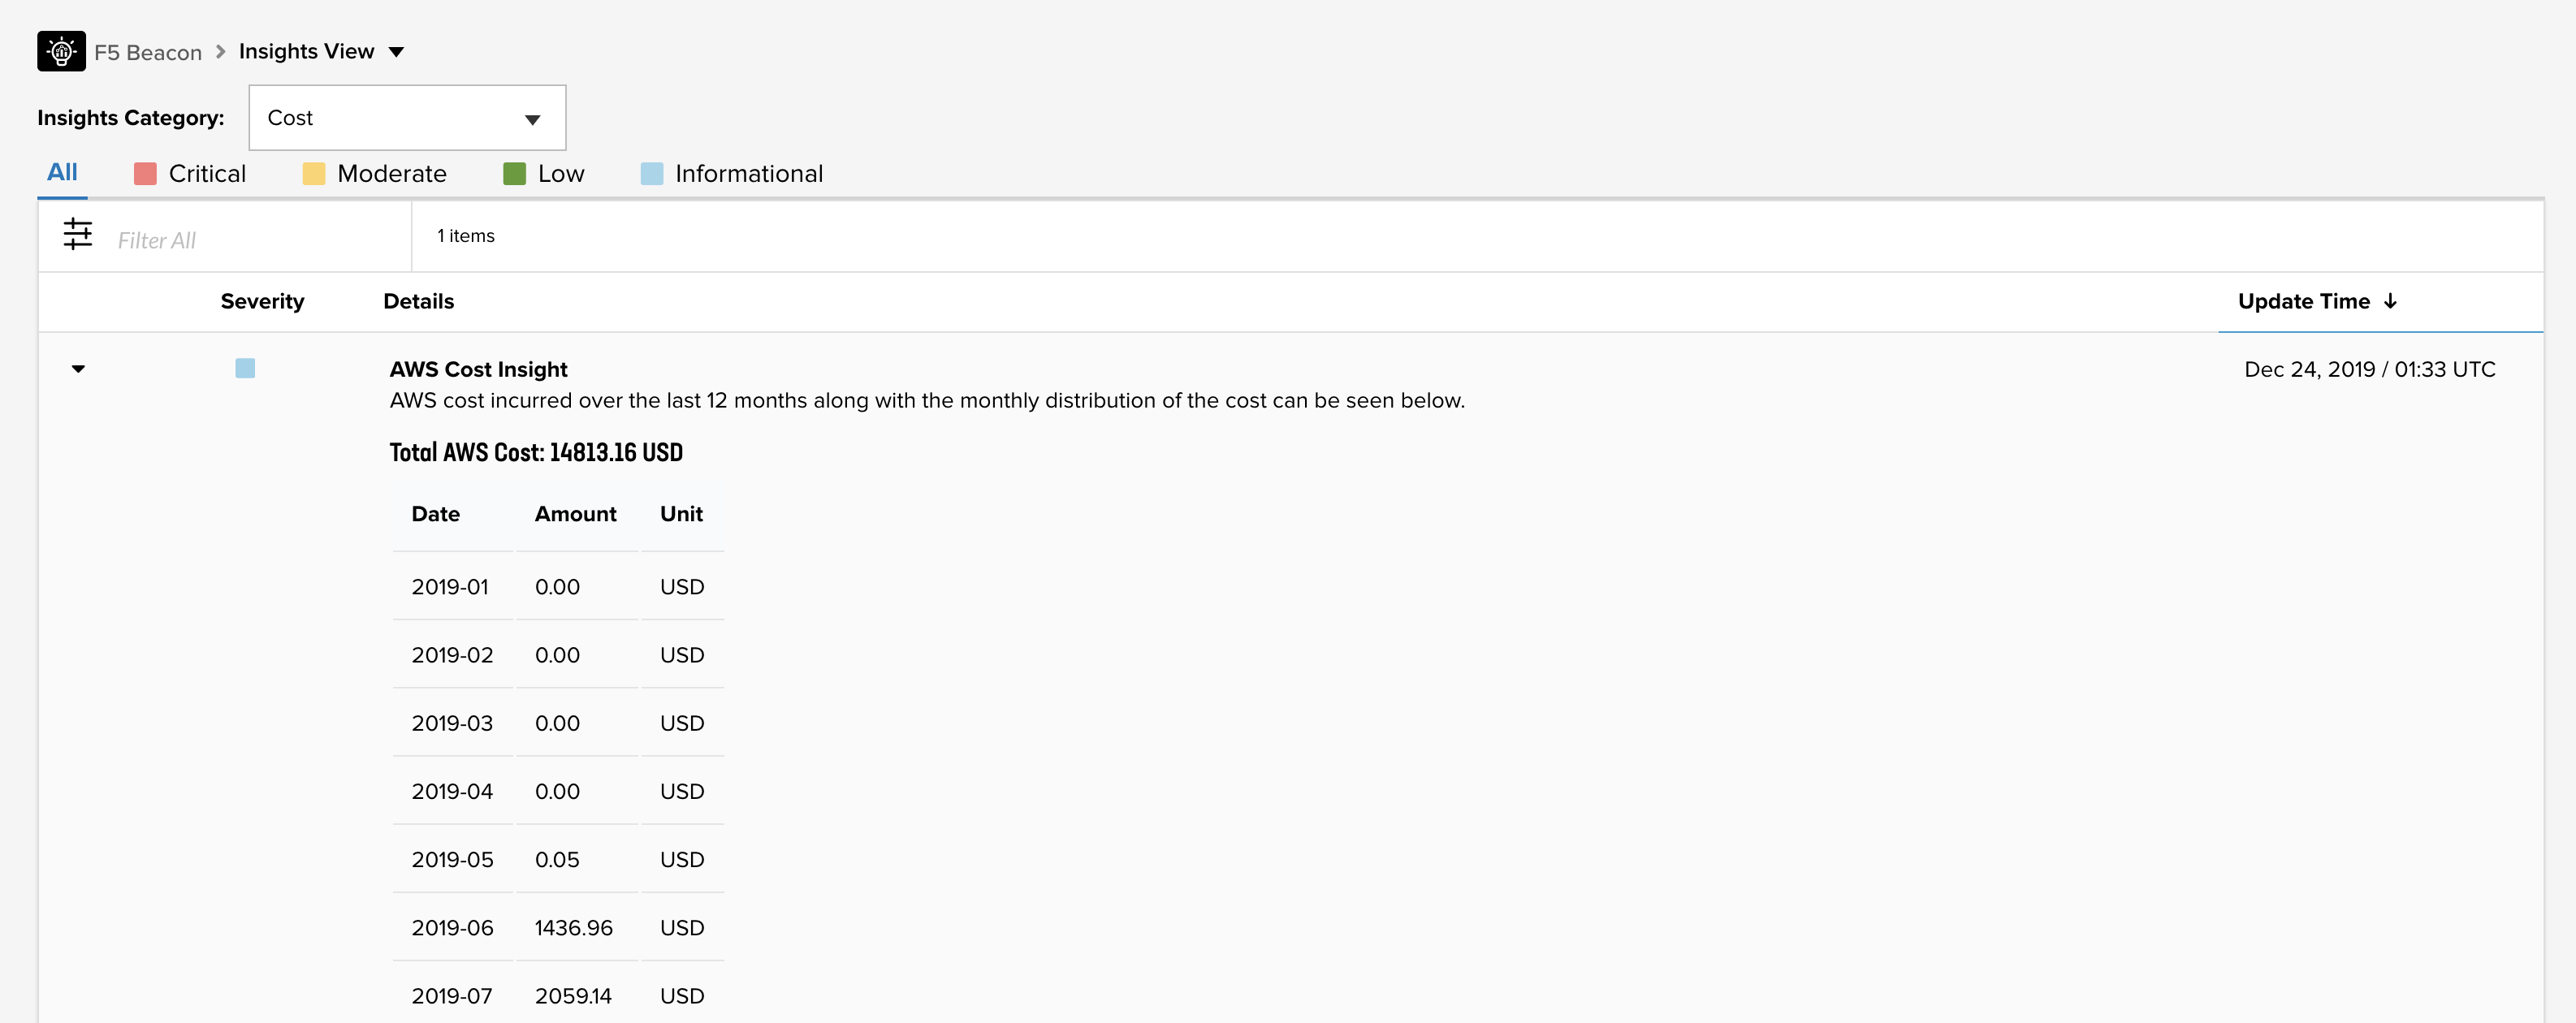 F5 Beacon > Insights View
Insights Category: Cost
All Critical Moderate Low Informational
Filter All 1 items
Severity Details Update Time ↓
AWS Cost Insight Dec 24, 2019 / 01:33 UTC
AWS cost incurred over the last 12 months along with the monthly distribution of the cost can be seen below.
Total AWS Cost: 14813.16 USD
Date Amount Unit
2019-01 0.00 USD
2019-02 0.00 USD
2019-03 0.00 USD
2019-04 0.00 USD
2019-05 0.05 USD
2019-06 1436.96 USD
2019-07 2059.14 USD